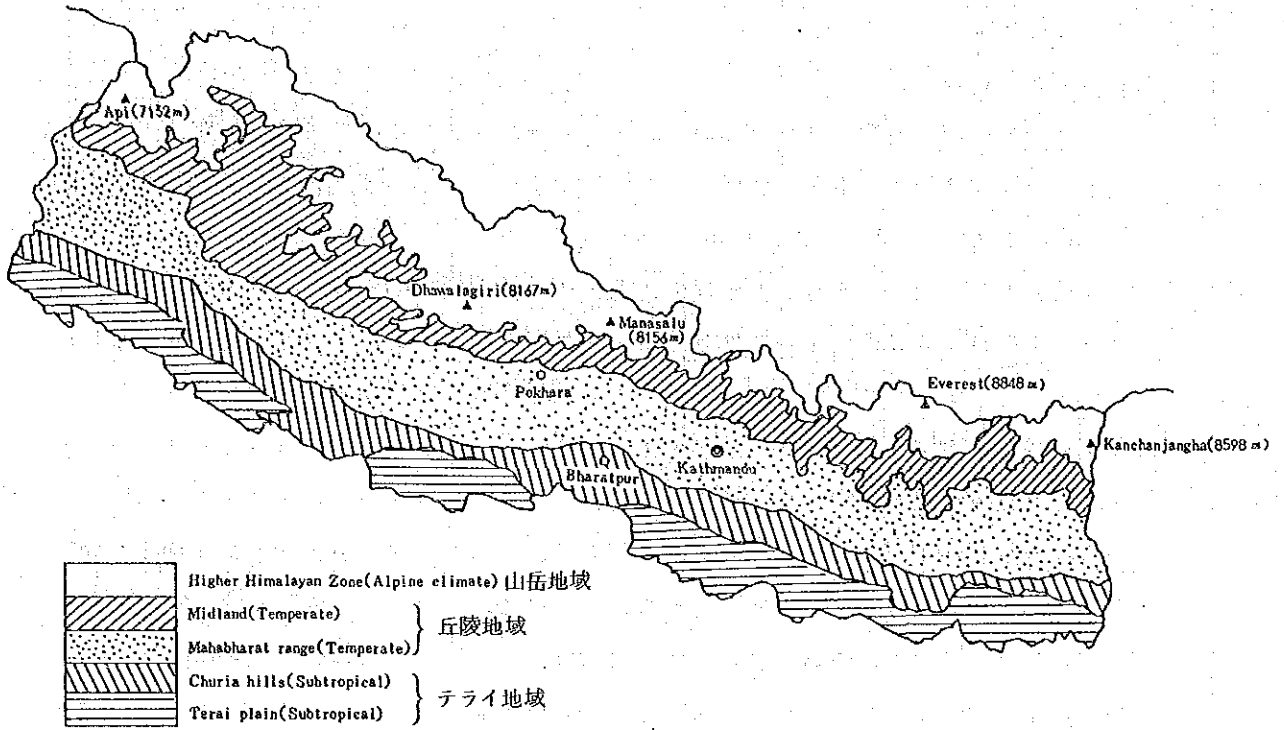 Api(7132m)
Dhawalagiri(8167m)
Manasalu
(8156m)
Everest(8848m)
Pokhara
Kanchanjangha(8598m)
Kathmandu
Bharatpur
Higher Himalayan Zone(Alpine climate) 山岳地域
Midland(Temperate)
丘陵地域
Mahabharat range(Temperate)
Churia hills(Subtropical)
テライ地域
Terai plain(Subtropical)